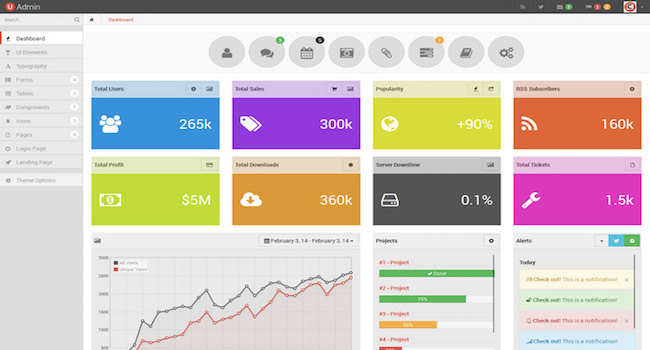 U Admin
2
3
2
Search
Dashboard
Dashboard
UI Elements
Typography
Forms
4
Tables
2
Components
7
Icons
3
Pages
Login Page
Landing Page
Theme Options
Total Users
265k
Total Sales
300k
Popularity
+90%
RSS Subscribers
160k
Total Profit
$5M
Total Downloads
360k
Server Downtime
0.1%
Total Tickets
1.5k
February 3, 14 - February 3, 14
All Visits
Unique Visits
3000
2500
2000
1500
1000
500
Projects
#1 - Project
Done!
#2 - Project
75%
#3 - Project
50%
#4 - Project
Alerts
Today
Check out! This is a notification!
Check out! This is a notification!
Check out! This is a notification!
Check out! This is a notification!